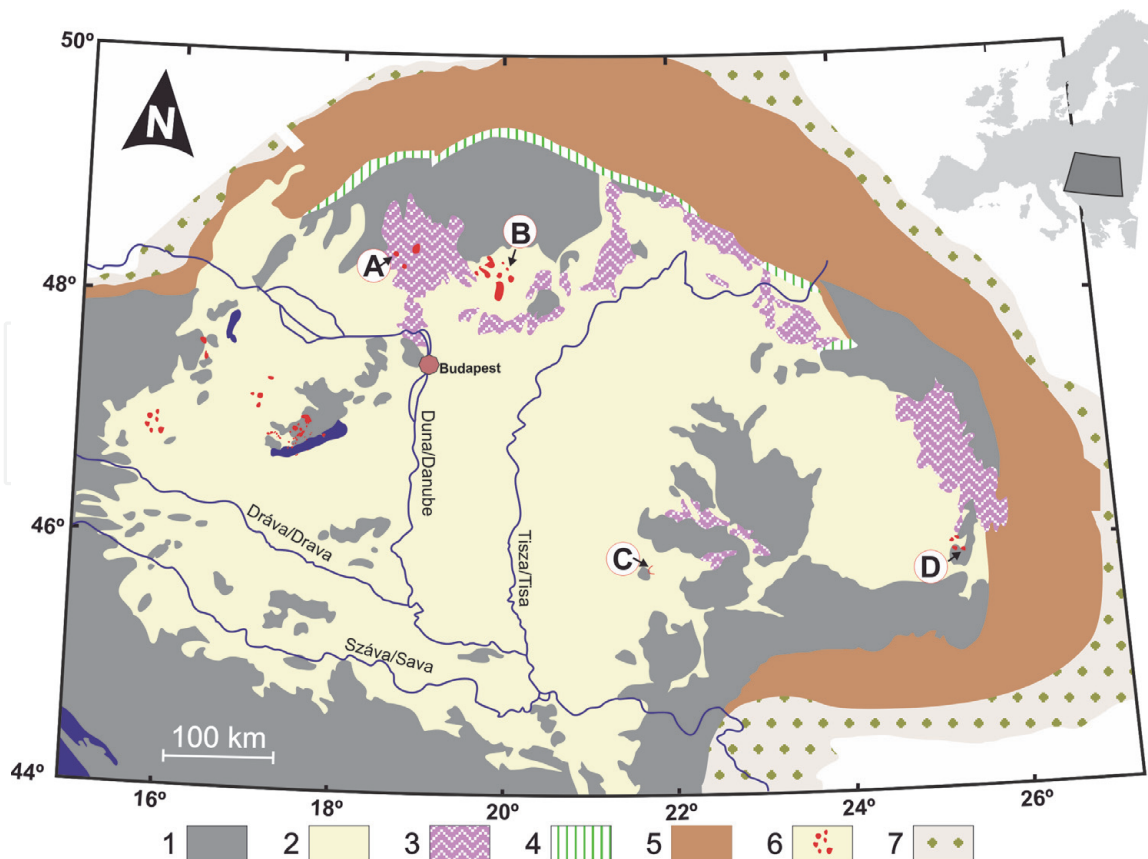 50º
N
B
A
48º
Budapest
Duna/Danube
Tisza/Tisa
46º
Dráva/Drava
C
D
Száva/Sava
100 km
44º
16º
18º
20º
22º
24º
26º
1
2
3
4
5
6
7